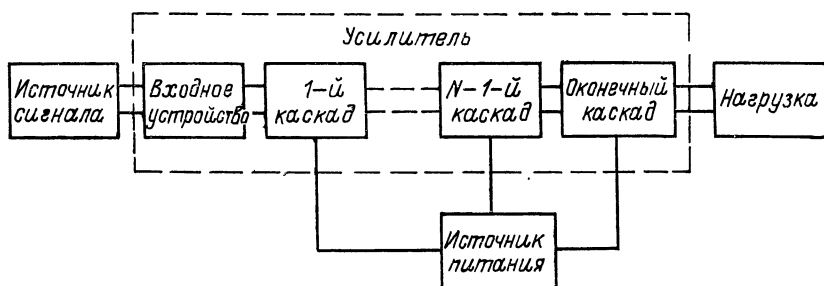 Усилитель
Источник
сигнала
Входное
устройство
1-й
каскад
N-1-й
каскад
Оконечный
каскад
Нагрузка
Источник
питания